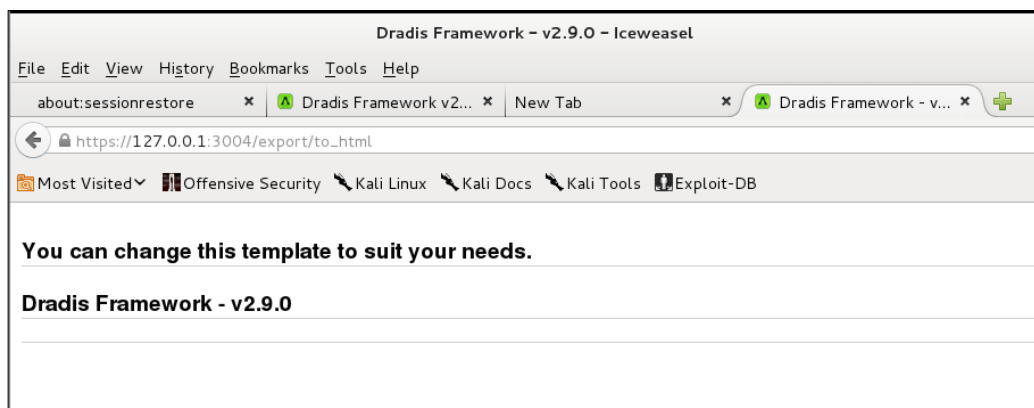 Dradis Framework - v2.9.0 - Iceweasel
File Edit View History Bookmarks Tools Help
about:sessionrestore Dradis Framework v2... New Tab Dradis Framework - v...
https://127.0.0.1:3004/export/to_html
Most Visited Offensive Security Kali Linux Kali Docs Kali Tools Exploit-DB
You can change this template to suit your needs.
Dradis Framework - v2.9.0